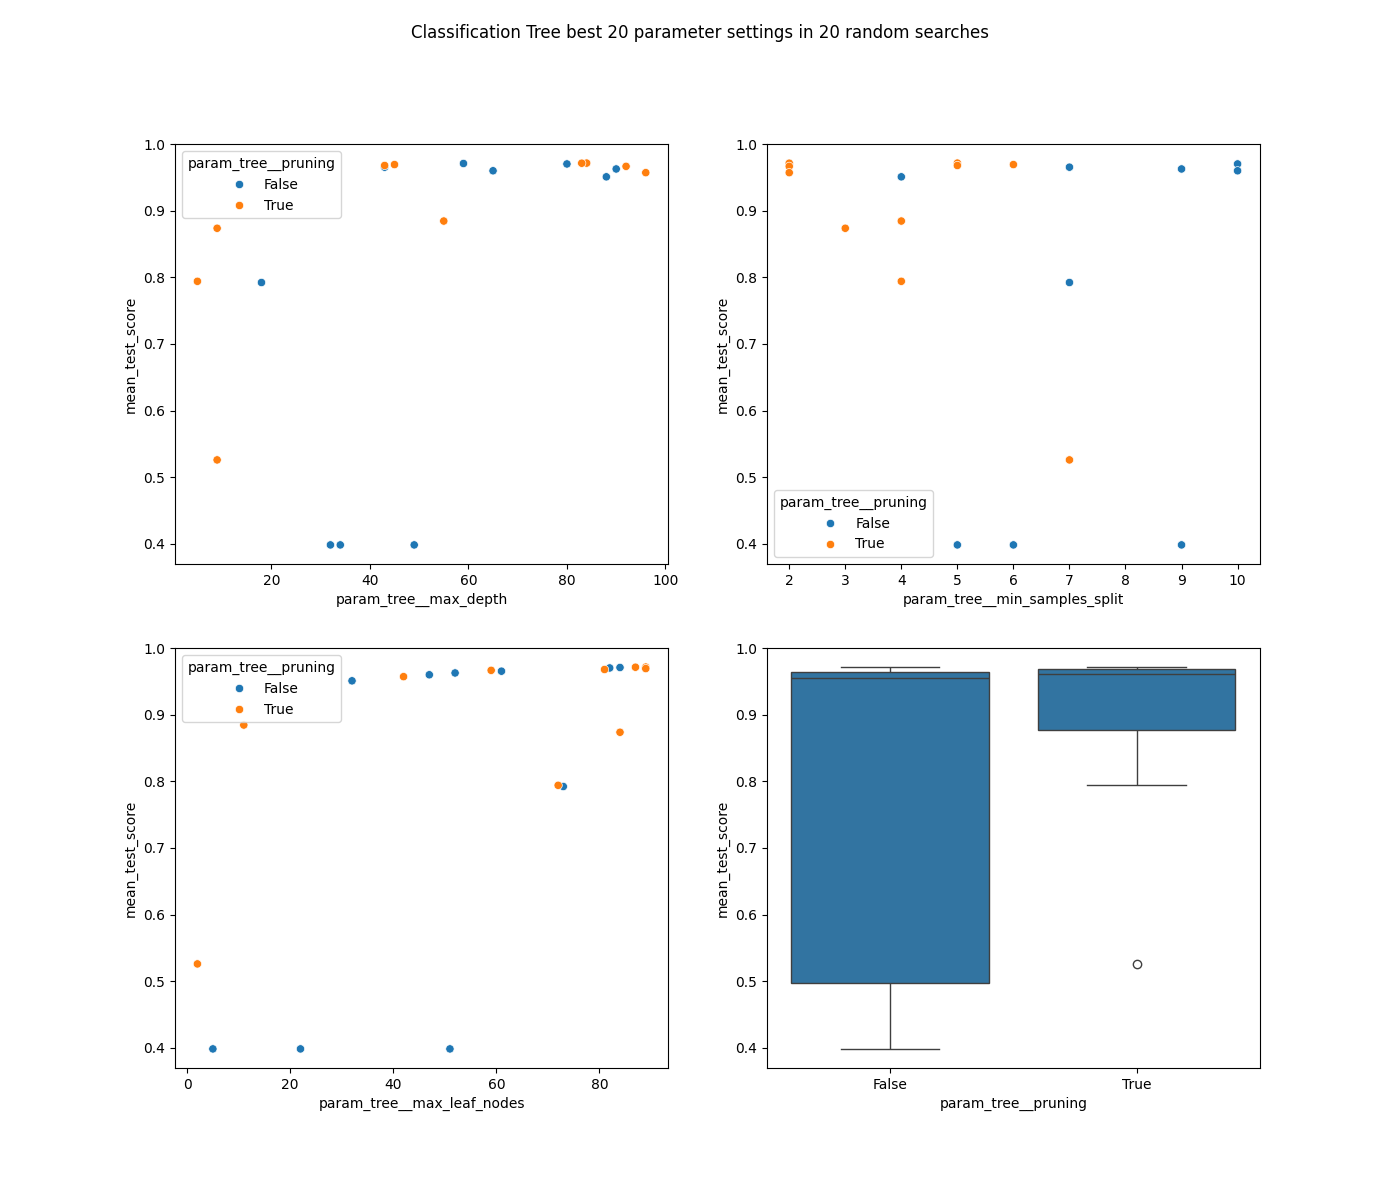 Classification Tree best 20 parameter settings in 20 random searches
1.0
0.9
0.8
0.7
0.6
0.5
0.4
mean_test_score
param_tree__pruning
False
True
20
40
60
80
100
param_tree__max_depth
1.0
0.9
0.8
0.7
0.6
0.5
0.4
mean_test_score
param_tree__pruning
False
True
2
3
4
5
6
7
8
9
10
param_tree__min_samples_split
1.0
0.9
0.8
0.7
0.6
0.5
0.4
mean_test_score
param_tree__pruning
False
True
0
20
40
60
80
param_tree__max_leaf_nodes
1.0
0.9
0.8
0.7
0.6
0.5
0.4
mean_test_score
False
True
param_tree__pruning